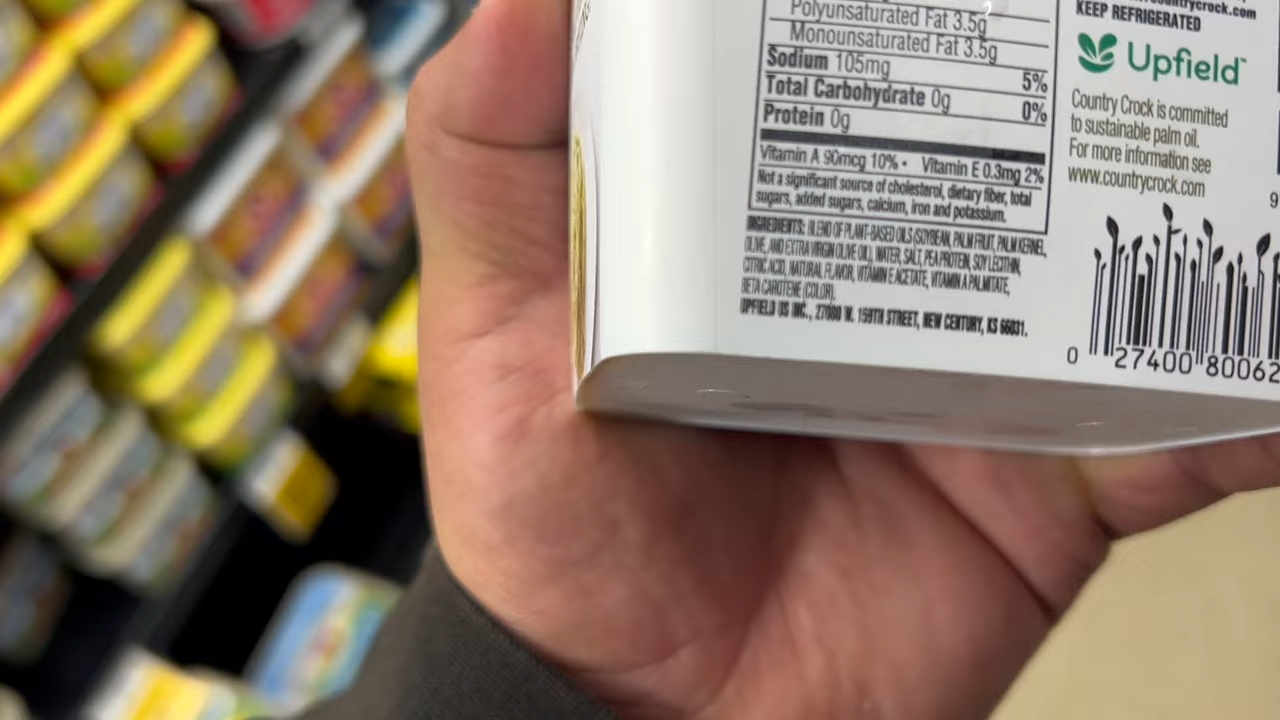 Polyunsaturated Fat 3.5g
Monounsaturated Fat 3.5g
Sodium 105mg 5%
Total Carbohydrate 0g 0%
Protein 0g
Vitamin A 90mcg 10% • Vitamin E 0.3mg 2%
Not a significant source of cholesterol, dietary fiber, total
sugars, added sugars, calcium, iron and potassium.
INGREDIENTS: BLEND OF PLANT-BASED OILS (SOYBEAN, PALM FRUIT, PALM KERNEL,
OLIVE, AND EXTRA VIRGIN OLIVE OIL), WATER, SALT, PEA PROTEIN, SOY LECITHIN,
CITRIC ACID, NATURAL FLAVOR, VITAMIN E ACETATE, VITAMIN A PALMITATE,
BETA CAROTENE (COLOR).
UPFIELD US INC., 27080 W. 159TH STREET, NEW CENTURY, KS 66031.
countrycrock.com
KEEP REFRIGERATED
Upfield™
Country Crock is committed
to sustainable palm oil.
For more information see
www.countrycrock.com
9
0 27400 80062